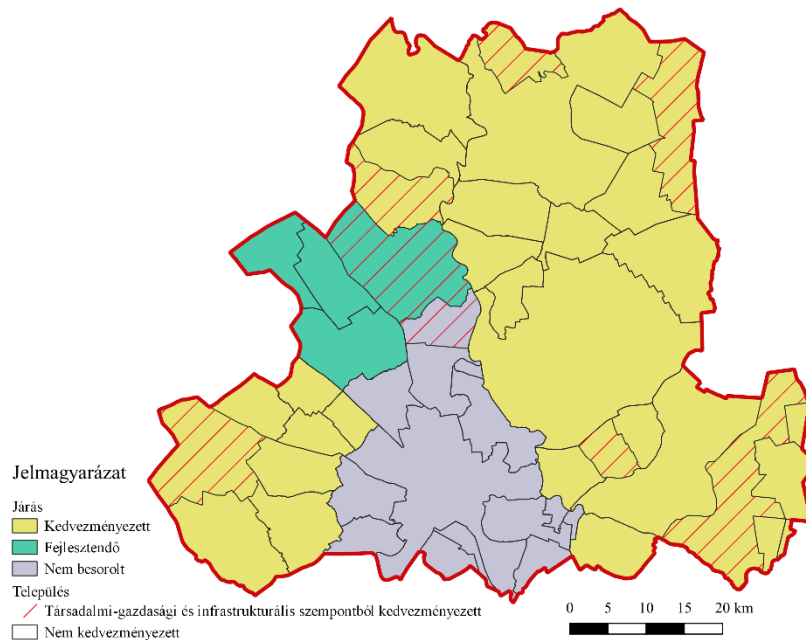 Jelmagyarázat
Járás
Kedvezményezett
Fejlesztendő
Nem besorolt
Település
Társadalmi-gazdasági és infrastrukturális szempontból kedvezményezett
Nem kedvezményezett
0 5 10 15 20 km